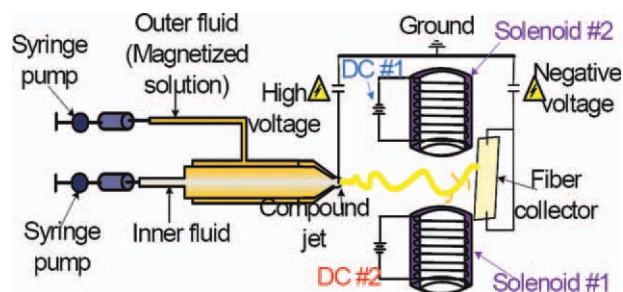 Outer fluid
(Magnetized
solution)
Syringe
pump
Ground
Solenoid #2
DC #1
High
voltage
Negative
voltage
Inner fluid
Syringe
pump
Compound
jet
Fiber
collector
DC #2
Solenoid #1